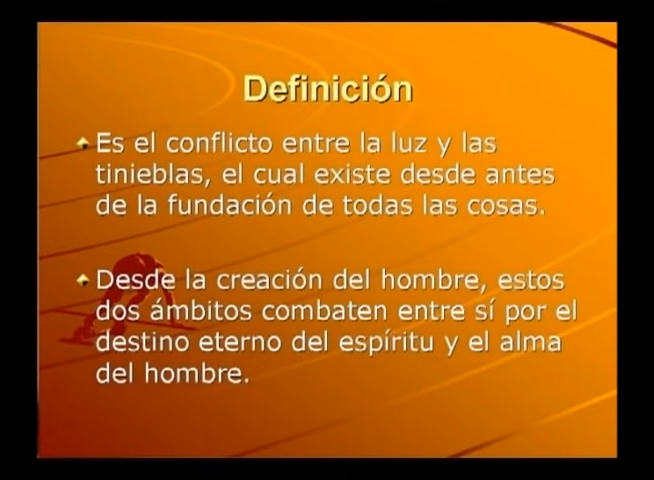 Definición
Es el conflicto entre la luz y las
tinieblas, el cual existe desde antes
de la fundación de todas las cosas.
Desde la creación del hombre, estos
dos ámbitos combaten entre sí por el
destino eterno del espíritu y el alma
del hombre.